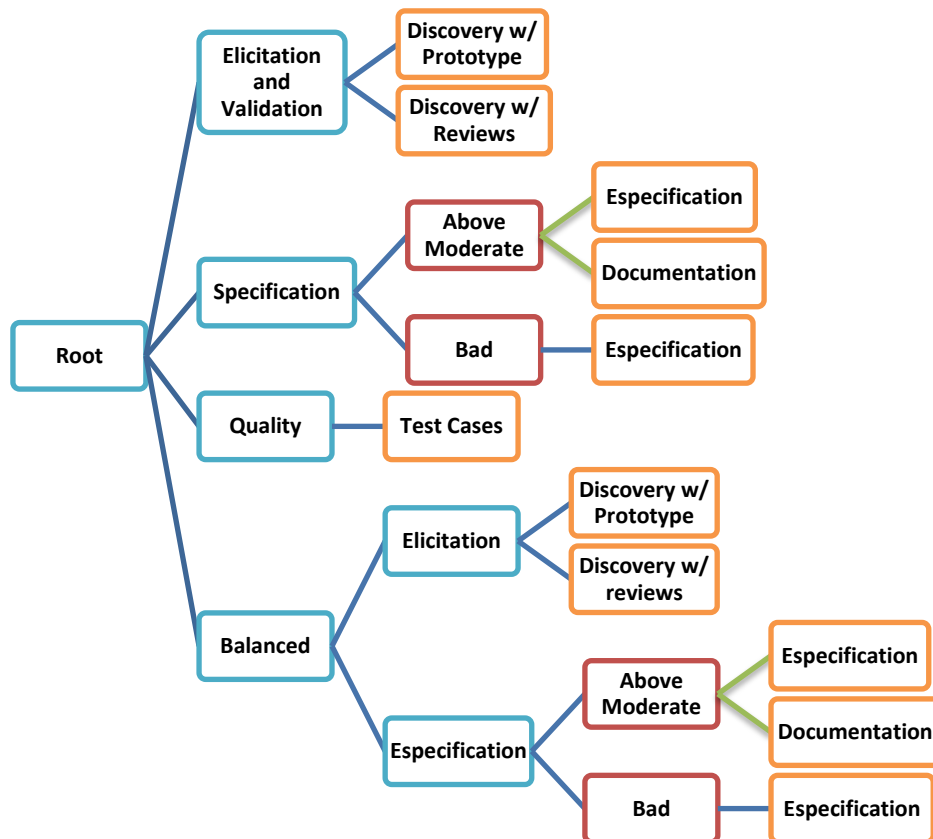 Discovery w/
Prototype
Elicitation
and
Validation
Discovery w/
Reviews
Especification
Above
Moderate
Documentation
Specification
Bad
Especification
Root
Quality
Test Cases
Discovery w/
Prototype
Elicitation
Discovery w/
reviews
Balanced
Especification
Above
Moderate
Documentation
Especification
Bad
Especification